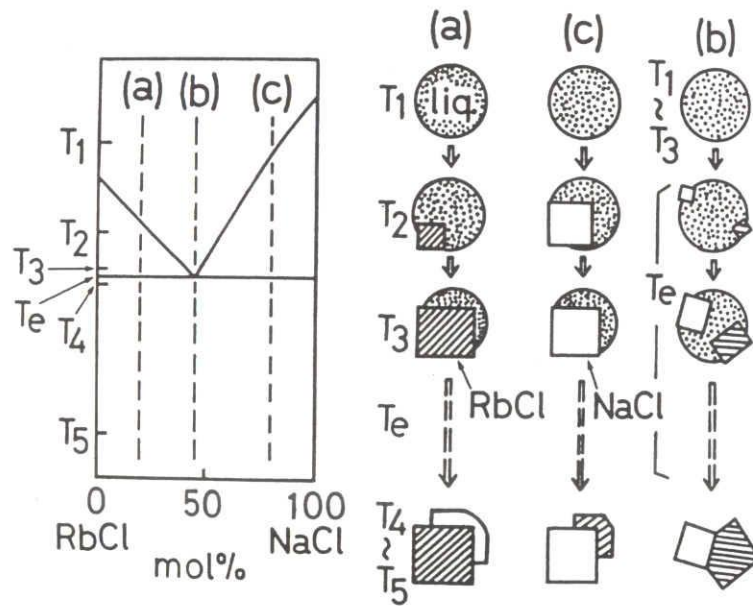 (a) (b) (c)
T1
T2
T3
Te
T4
T5
0 50 100
RbCl NaCl
mol%
(a) (c) (b)
T1 liq
T1
~
T3
T2
T3
Te
RbCl NaCl
Te
T4
~
T5